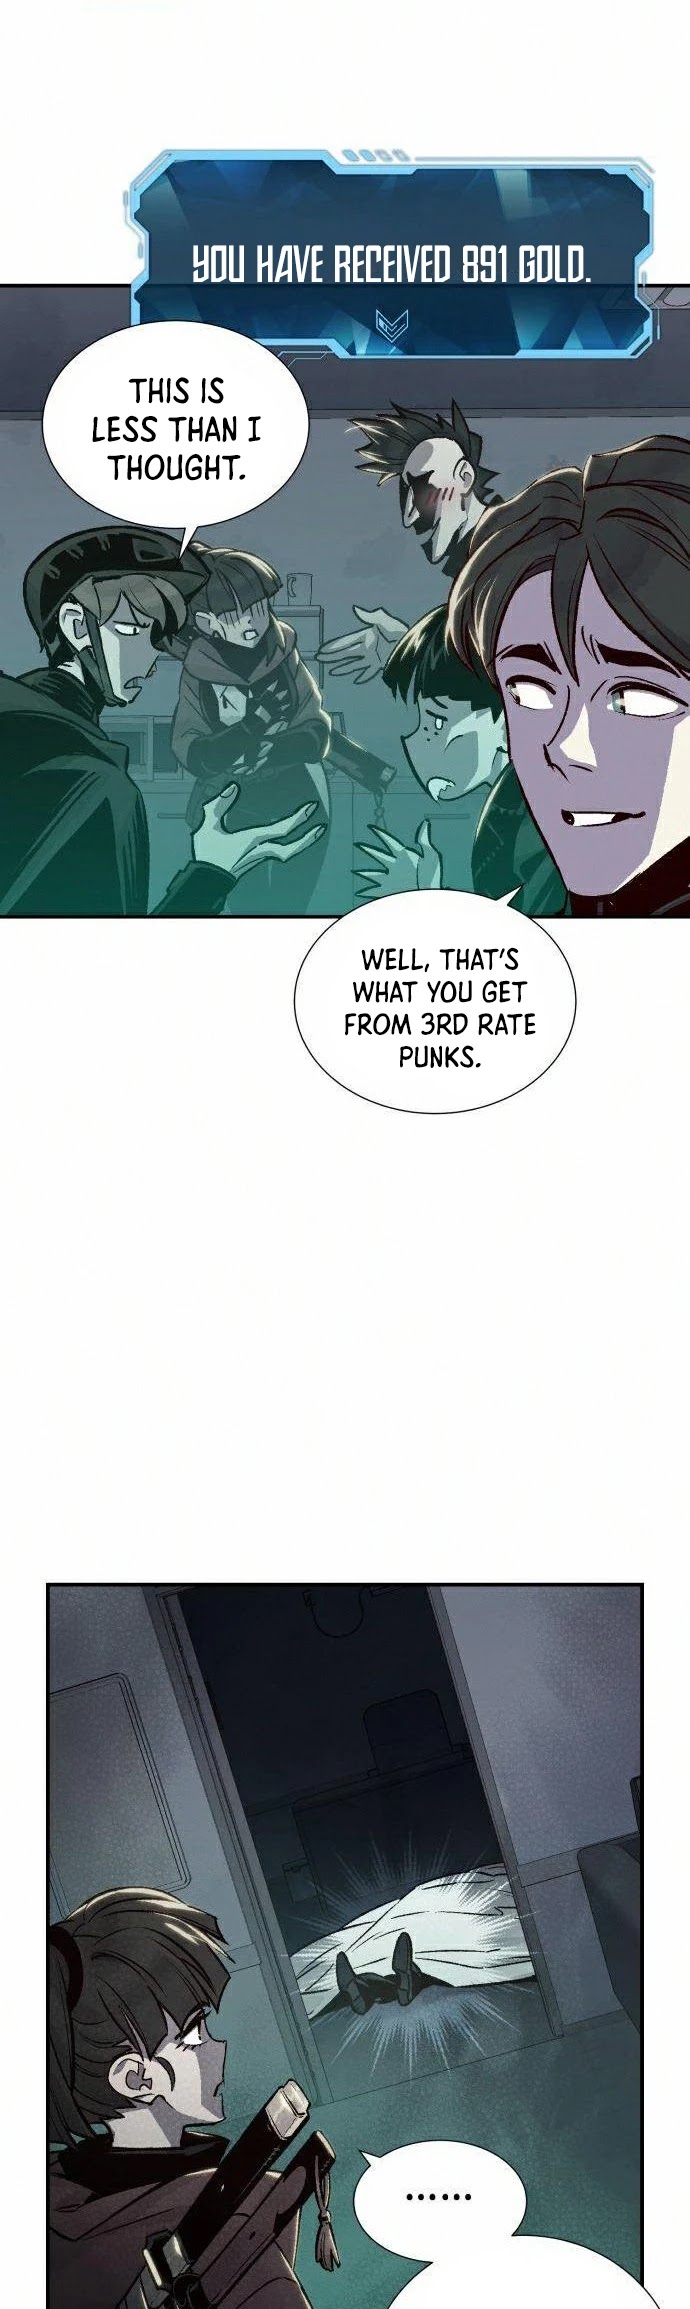 YOU HAVE RECEIVED 891 GOLD.
THIS IS
LESS THAN I
THOUGHT.
WELL, THAT'S
WHAT YOU GET
FROM 3RD RATE
PUNKS.
......